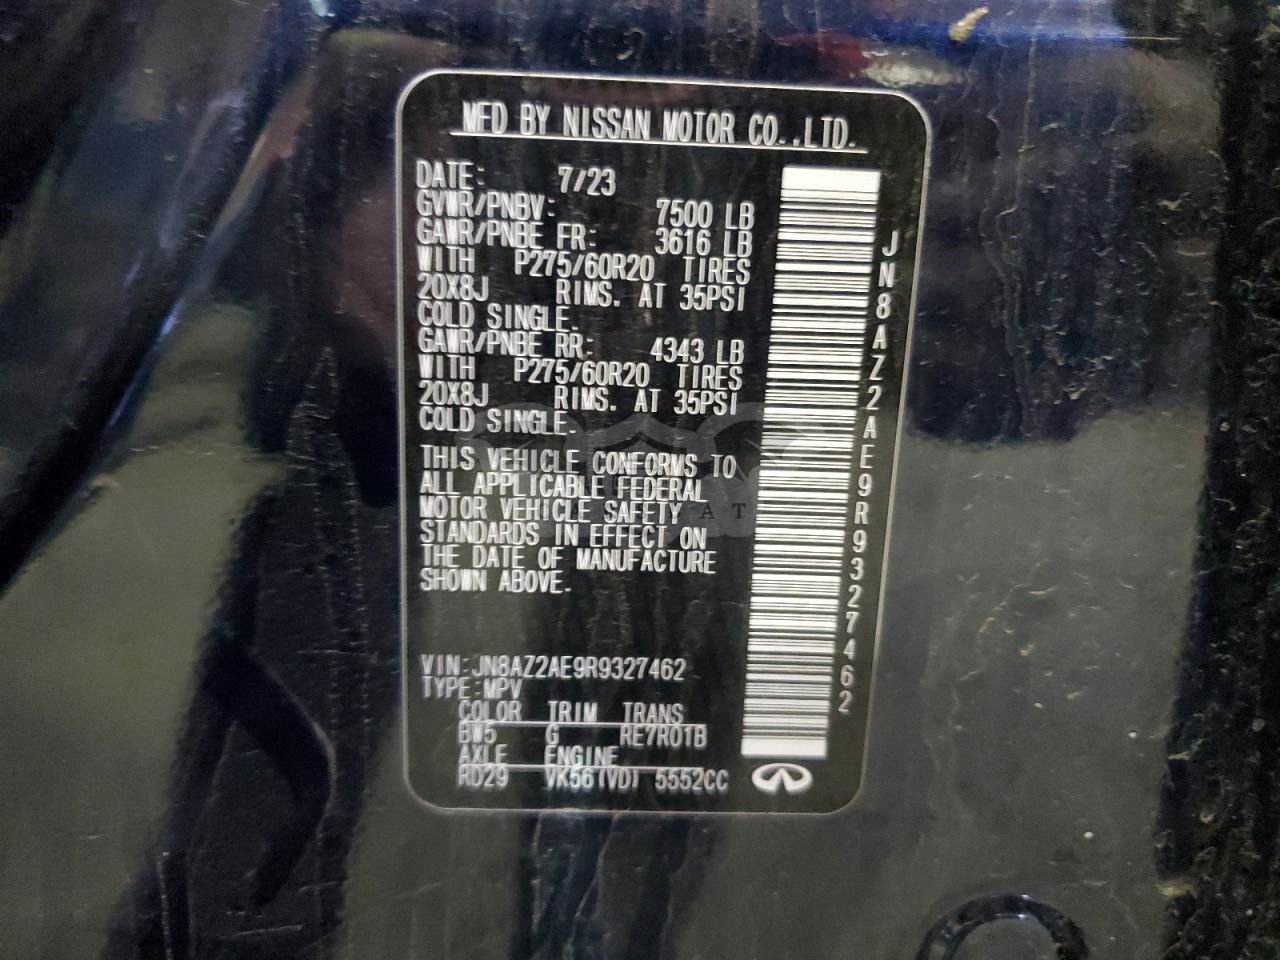 MFD BY NISSAN MOTOR CO.,LTD.
DATE: 7/23
GVWR/PNBV: 7500 LB
GAWR/PNBE FR: 3616 LB
WITH P275/60R20 TIRES
20X8J RIMS. AT 35PSI
COLD SINGLE.
GAWR/PNBE RR: 4343 LB
WITH P275/60R20 TIRES
20X8J RIMS. AT 35PSI
COLD SINGLE.
THIS VEHICLE CONFORMS TO
ALL APPLICABLE FEDERAL
MOTOR VEHICLE SAFETY
STANDARDS IN EFFECT ON
THE DATE OF MANUFACTURE
SHOWN ABOVE.
VIN:JN8AZ2AE9R9327462
TYPE:MPV
COLOR TRIM TRANS
BW5 G RE7R01B
AXLE ENGINE
RD29 VK56(VD) 5552CC
JN8AZ2AE9R9327462